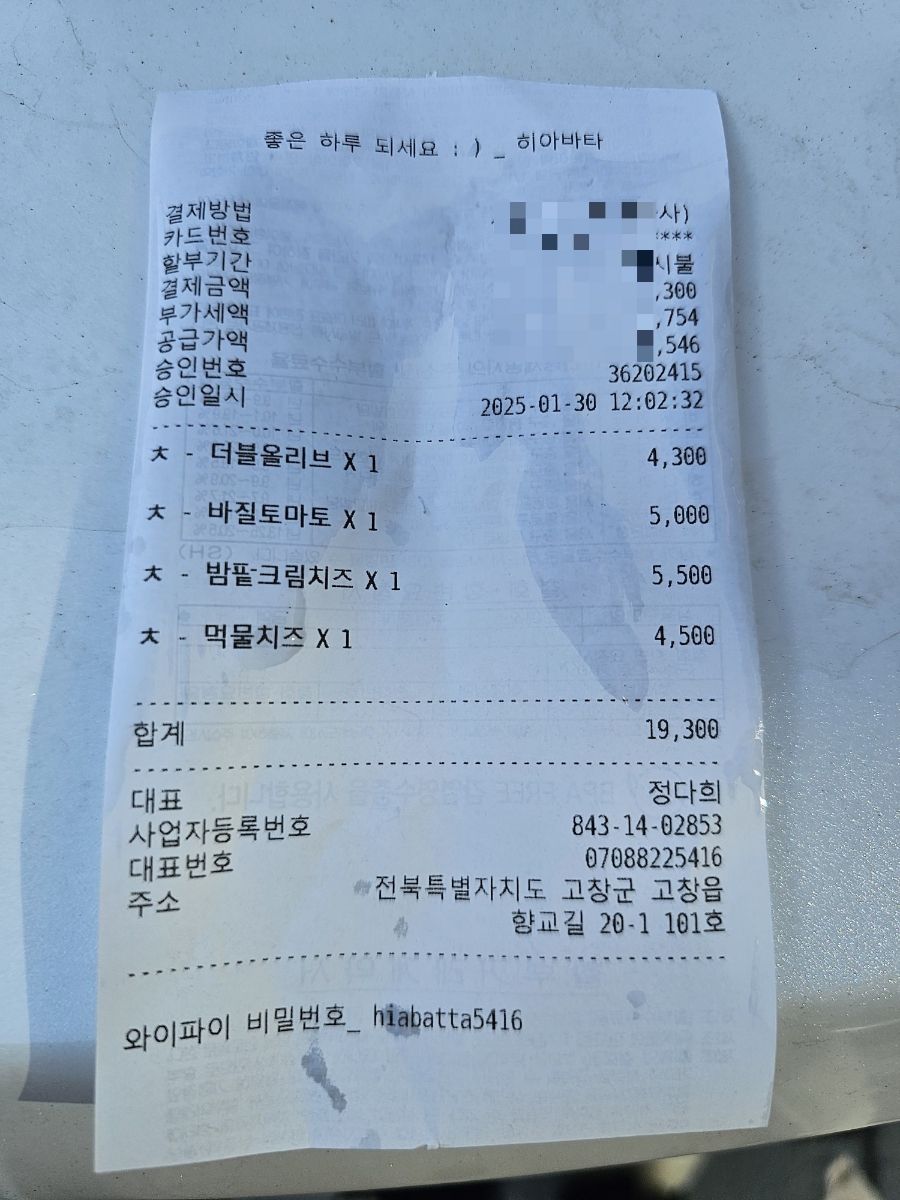 좋은 하루 되세요 : ) _ 히아바타
결제방법 사)
카드번호 ***
할부기간 시불
결제금액 ,300
부가세액 ,754
공급가액 ,546
승인번호 36202415
승인일시 2025-01-30 12:02:32
ㅊ - 더블올리브 X 1 4,300
ㅊ - 바질토마토 X 1 5,000
ㅊ - 밤팥크림치즈 X 1 5,500
ㅊ - 먹물치즈 X 1 4,500
합계 19,300
대표 정다희
사업자등록번호 843-14-02853
대표번호 07088225416
주소 전북특별자치도 고창군 고창읍
향교길 20-1 101호
와이파이 비밀번호_ hiabatta5416